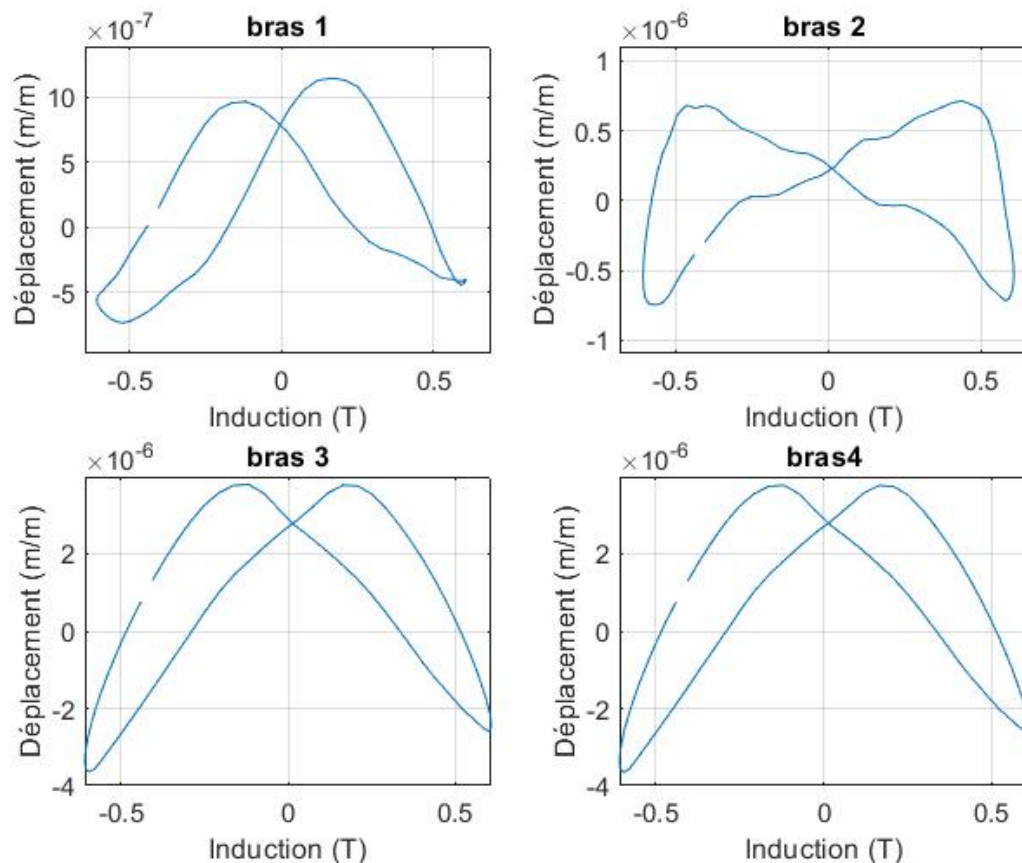 ×10⁻⁷ bras 1
Déplacement (m/m)
10
5
0
-5
-0.5 0 0.5
Induction (T)
×10⁻⁶ bras 2
Déplacement (m/m)
1
0.5
0
-0.5
-1
-0.5 0 0.5
Induction (T)
×10⁻⁶ bras 3
Déplacement (m/m)
2
0
-2
-4
-0.5 0 0.5
Induction (T)
×10⁻⁶ bras4
Déplacement (m/m)
2
0
-2
-4
-0.5 0 0.5
Induction (T)